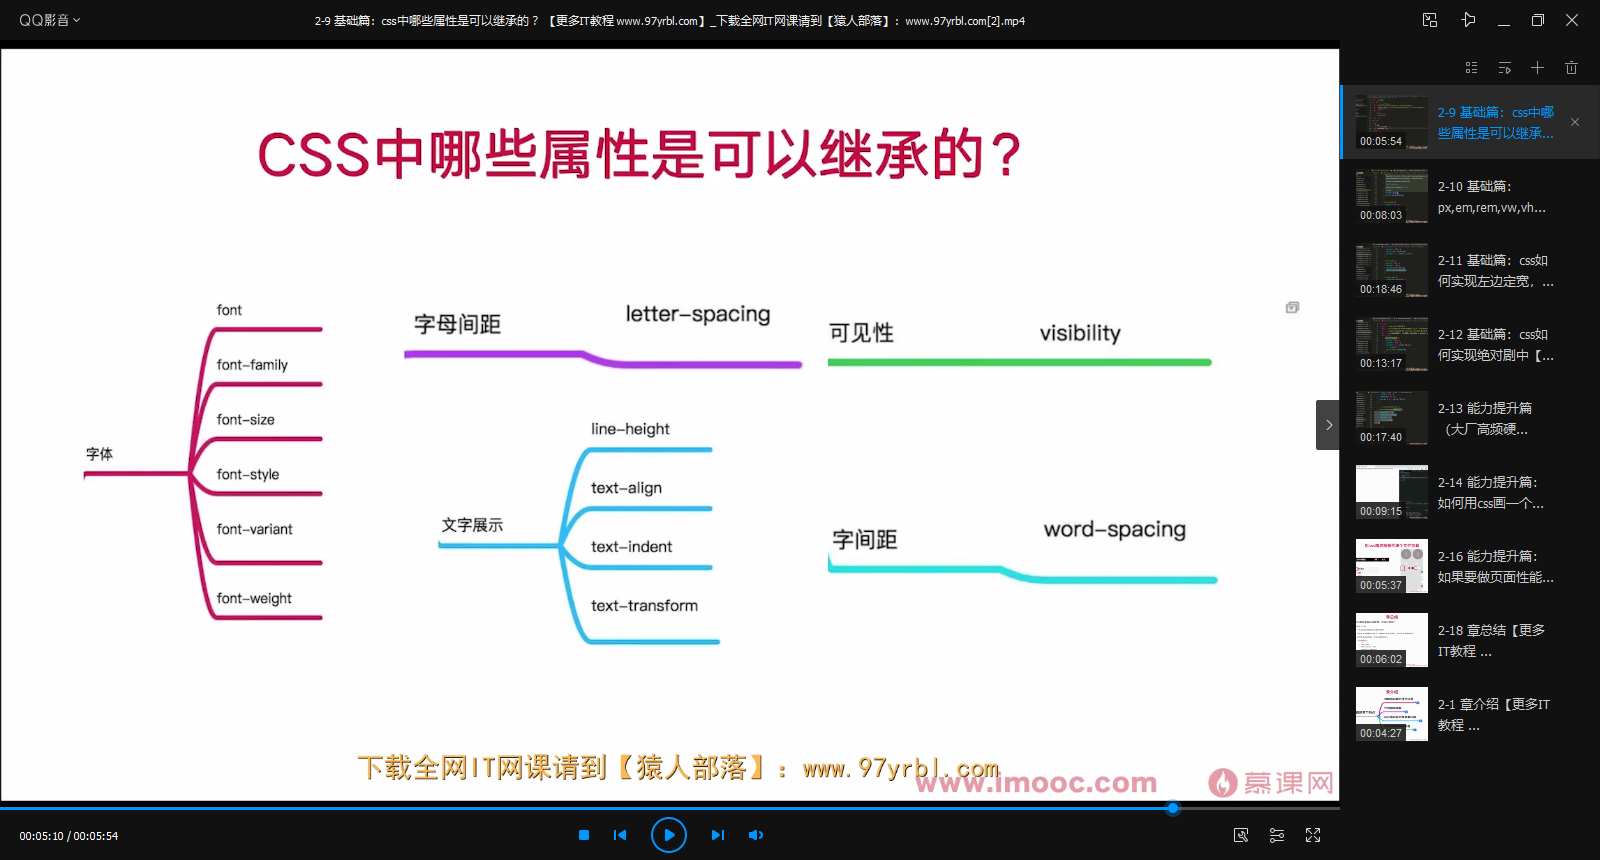 QQ影音
2-9 基础篇：css中哪些属性是可以继承的？ 【更多IT教程 www.97yrbl.com】_下载全网IT网课请到【猿人部落】：www.97yrbl.com[2].mp4
CSS中哪些属性是可以继承的？
字体
font
font-family
font-size
font-style
font-variant
font-weight
字母间距
letter-spacing
文字展示
line-height
text-align
text-indent
text-transform
可见性
visibility
字间距
word-spacing
下载全网IT网课请到【猿人部落】：www.97yrbl.com
www.imooc.com
慕课网
00:05:10 / 00:05:54
2-9 基础篇：css中哪
些属性是可以继承...
00:05:54
2-10 基础篇：
px,em,rem,vw,vh...
00:08:03
2-11 基础篇：css如
何实现左边定宽，...
00:18:46
2-12 基础篇：css如
何实现绝对剧中【...
00:13:17
2-13 能力提升篇
（大厂高频硬...
00:17:40
2-14 能力提升篇：
如何用css画一个...
00:09:15
2-16 能力提升篇：
如果要做页面性能...
00:05:37
2-18 章总结【更多
IT教程 ...
00:06:02
2-1 章介绍【更多IT
教程 ...
00:04:27